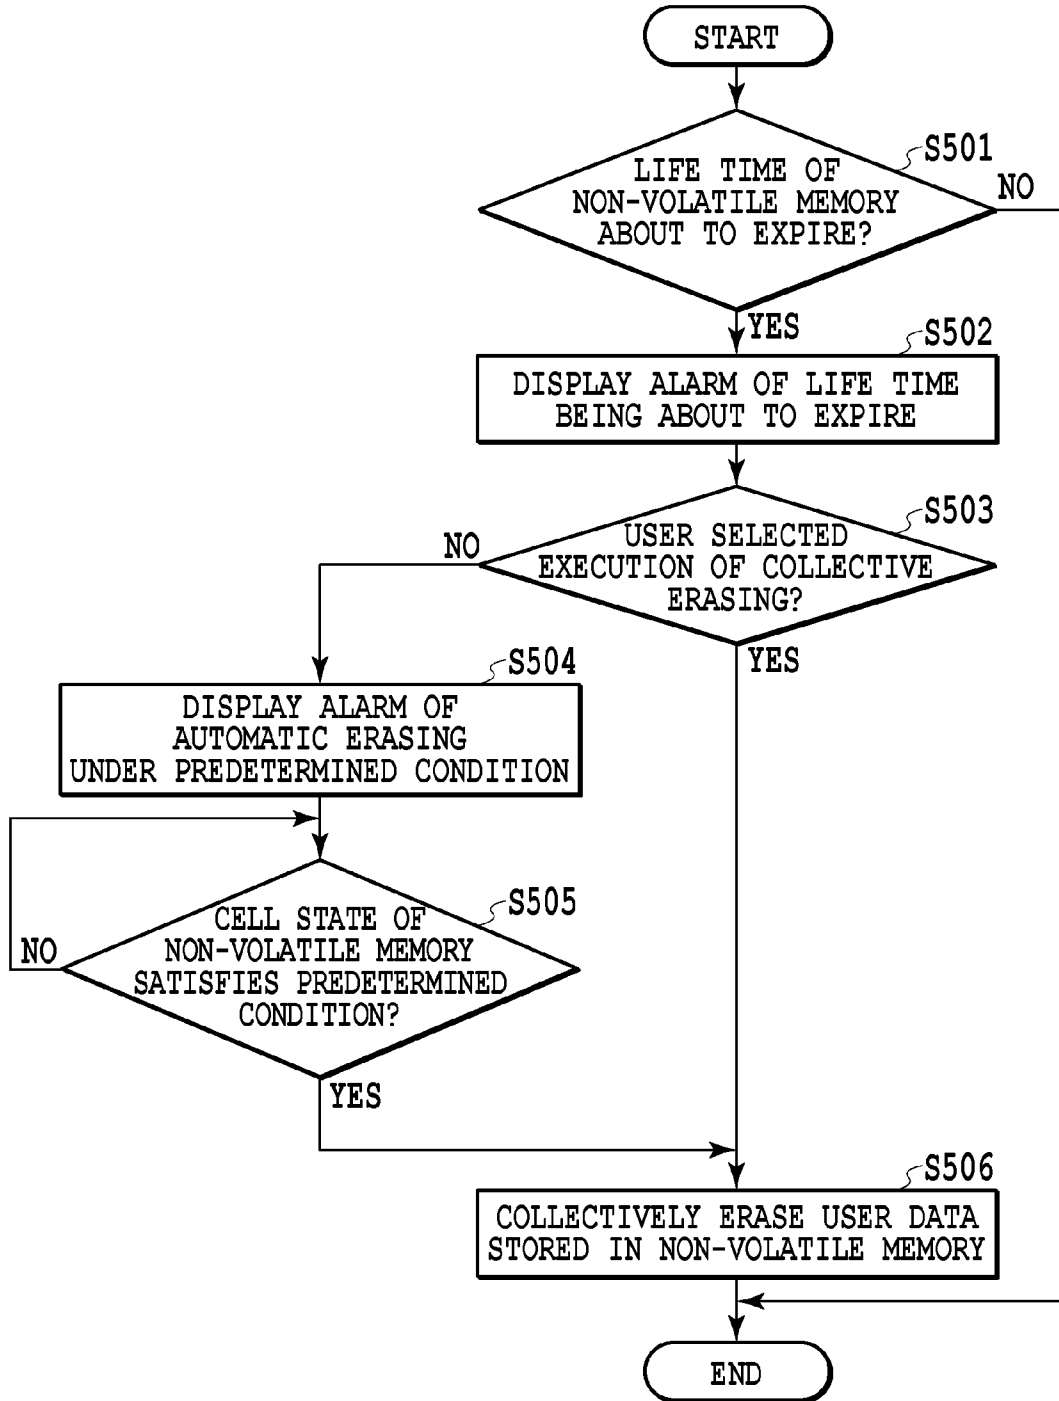 START
S501
LIFE TIME OF
NON-VOLATILE MEMORY
ABOUT TO EXPIRE?
NO
YES
S502
DISPLAY ALARM OF LIFE TIME
BEING ABOUT TO EXPIRE
S503
USER SELECTED
EXECUTION OF COLLECTIVE
ERASING?
NO
YES
S504
DISPLAY ALARM OF
AUTOMATIC ERASING
UNDER PREDETERMINED CONDITION
S505
CELL STATE OF
NON-VOLATILE MEMORY
SATISFIES PREDETERMINED
CONDITION?
NO
YES
S506
COLLECTIVELY ERASE USER DATA
STORED IN NON-VOLATILE MEMORY
END